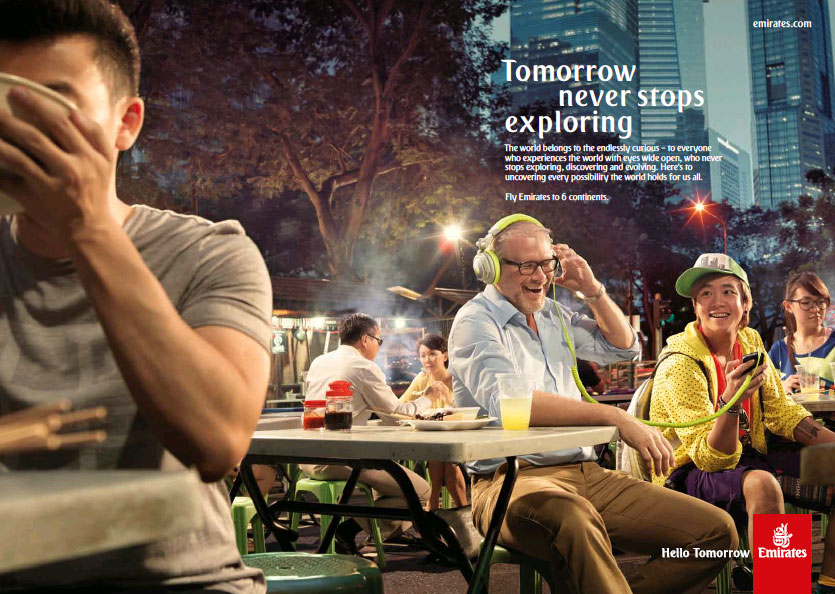 emirates.com
Tomorrow
never stops
exploring
The world belongs to the endlessly curious – to everyone
who experiences the world with eyes wide open, who never
stops exploring, discovering and evolving. Here's to
uncovering every possibility the world holds for us all.
Fly Emirates to 6 continents.
Hello Tomorrow
Emirates